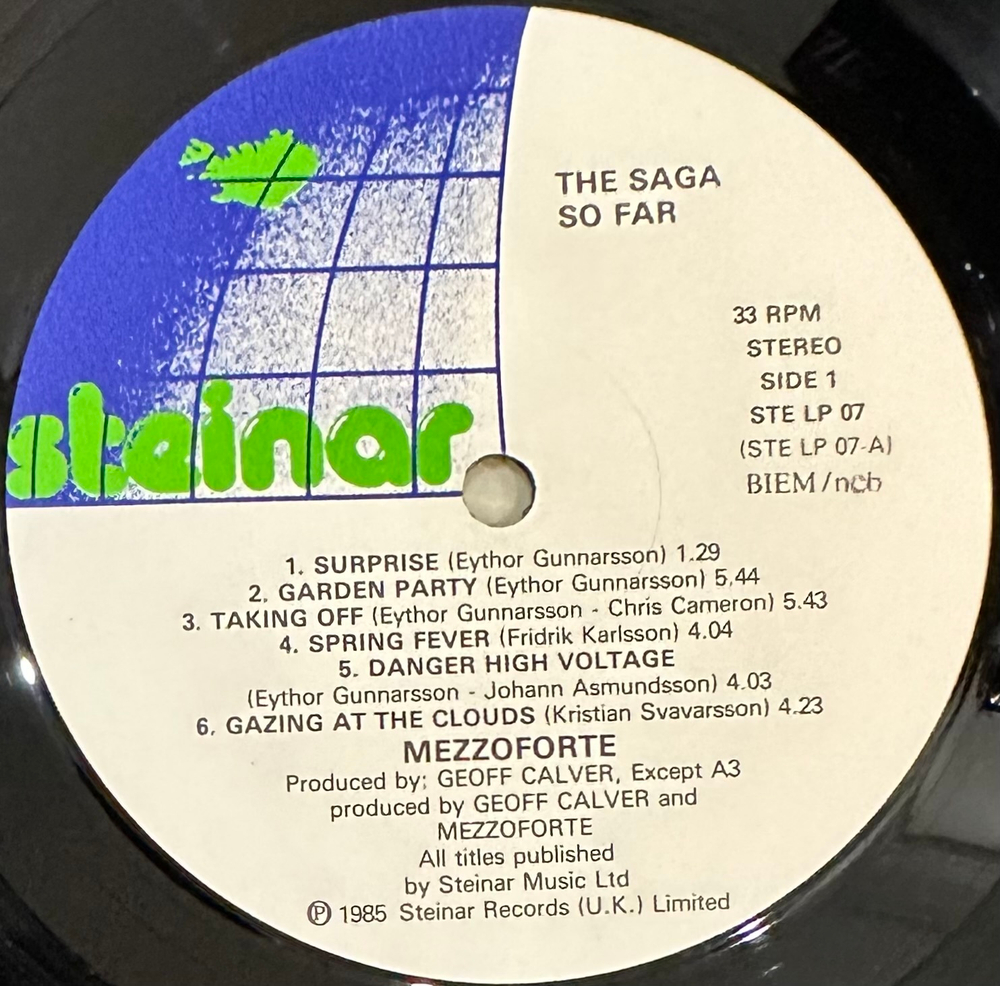 steinar
THE SAGA
SO FAR
33 RPM
STEREO
SIDE 1
STE LP 07
(STE LP 07-A)
BIEM/ncb
1. SURPRISE (Eythor Gunnarsson) 1.29
2. GARDEN PARTY (Eythor Gunnarsson) 5.44
3. TAKING OFF (Eythor Gunnarsson - Chris Cameron) 5.43
4. SPRING FEVER (Fridrik Karlsson) 4.04
5. DANGER HIGH VOLTAGE
(Eythor Gunnarsson - Johann Asmundsson) 4.03
6. GAZING AT THE CLOUDS (Kristian Svavarsson) 4.23
MEZZOFORTE
Produced by; GEOFF CALVER, Except A3
produced by GEOFF CALVER and
MEZZOFORTE
All titles published
by Steinar Music Ltd
℗ 1985 Steinar Records (U.K.) Limited